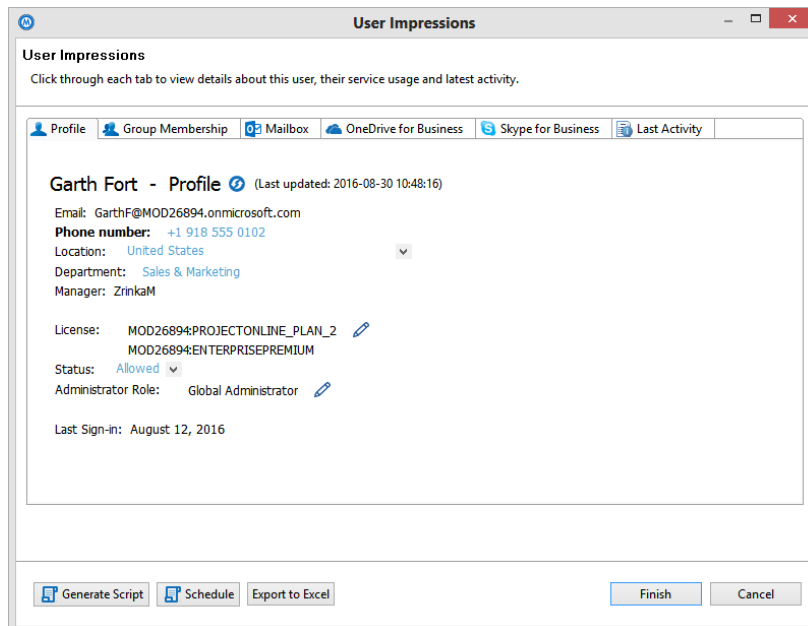 User Impressions
User Impressions
Click through each tab to view details about this user, their service usage and latest activity.
Profile Group Membership Mailbox OneDrive for Business Skype for Business Last Activity
Garth Fort - Profile (Last updated: 2016-08-30 10:48:16)
Email: GarthF@MOD26894.onmicrosoft.com
Phone number: +1 918 555 0102
Location: United States
Department: Sales & Marketing
Manager: ZrinkaM
License: MOD26894:PROJECTONLINE_PLAN_2
MOD26894:ENTERPRISEPREMIUM
Status: Allowed
Administrator Role: Global Administrator
Last Sign-in: August 12, 2016
Generate Script Schedule Export to Excel Finish Cancel